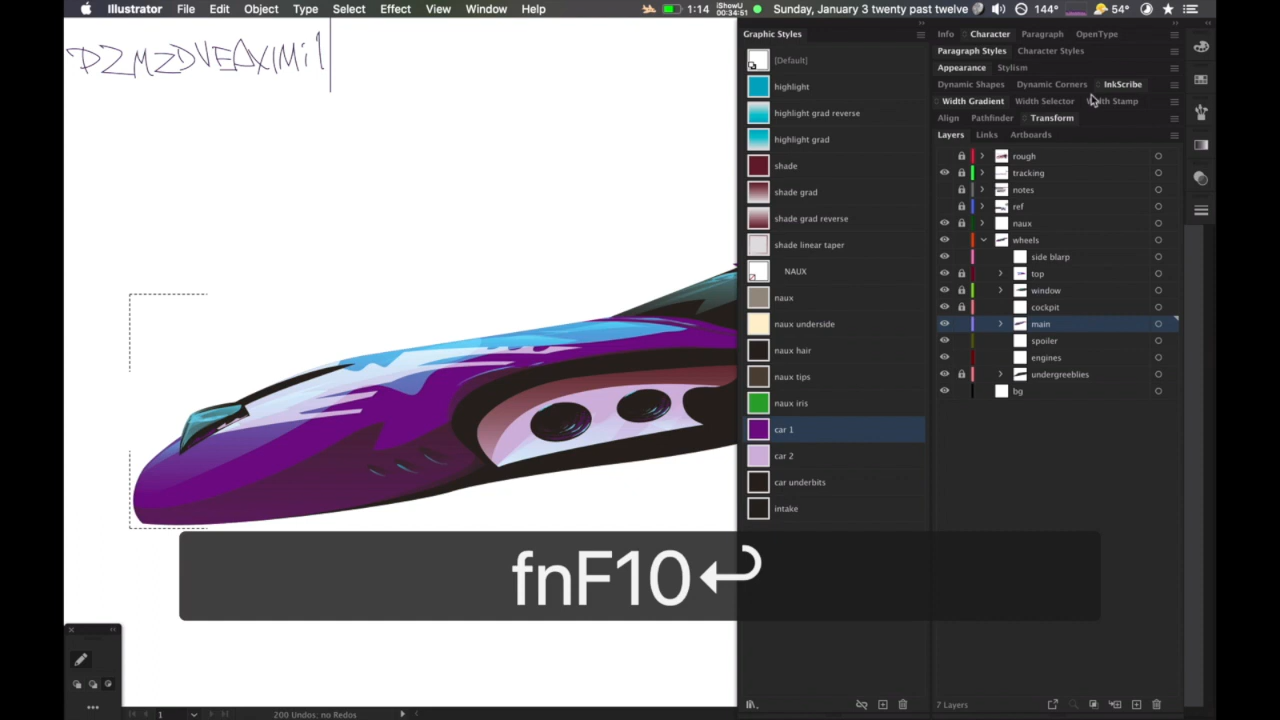 Illustrator File Edit Object Type Select Effect View Window Help
1:14 iShowU 00:34:51 Sunday, January 3 twenty past twelve 144° 54°
Graphic Styles
[Default]
highlight
highlight grad reverse
highlight grad
shade
shade grad
shade grad reverse
shade linear taper
NAUX
naux
naux underside
naux hair
naux tips
naux iris
car 1
car 2
car underbits
intake
Info Character Paragraph OpenType
Paragraph Styles Character Styles
Appearance Stylism
Dynamic Shapes Dynamic Corners InkScribe
Width Gradient Width Selector Width Stamp
Align Pathfinder Transform
Layers Links Artboards
rough
tracking
notes
ref
naux
wheels
side blarp
top
window
cockpit
main
spoiler
engines
undergreeblies
bg
fnF10↩
1
200 Undos; no Redos
7 Layers